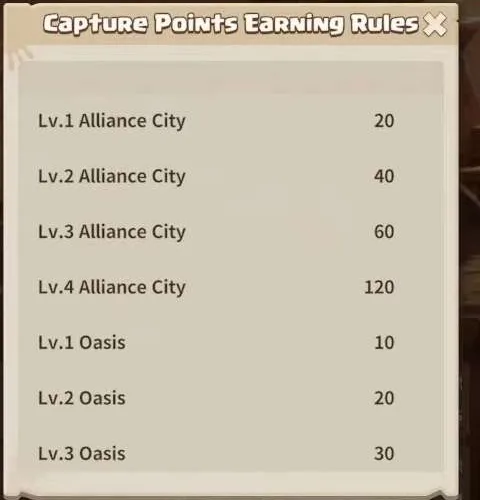 Capture Points Earning Rules
Lv.1 Alliance City 20
Lv.2 Alliance City 40
Lv.3 Alliance City 60
Lv.4 Alliance City 120
Lv.1 Oasis 10
Lv.2 Oasis 20
Lv.3 Oasis 30